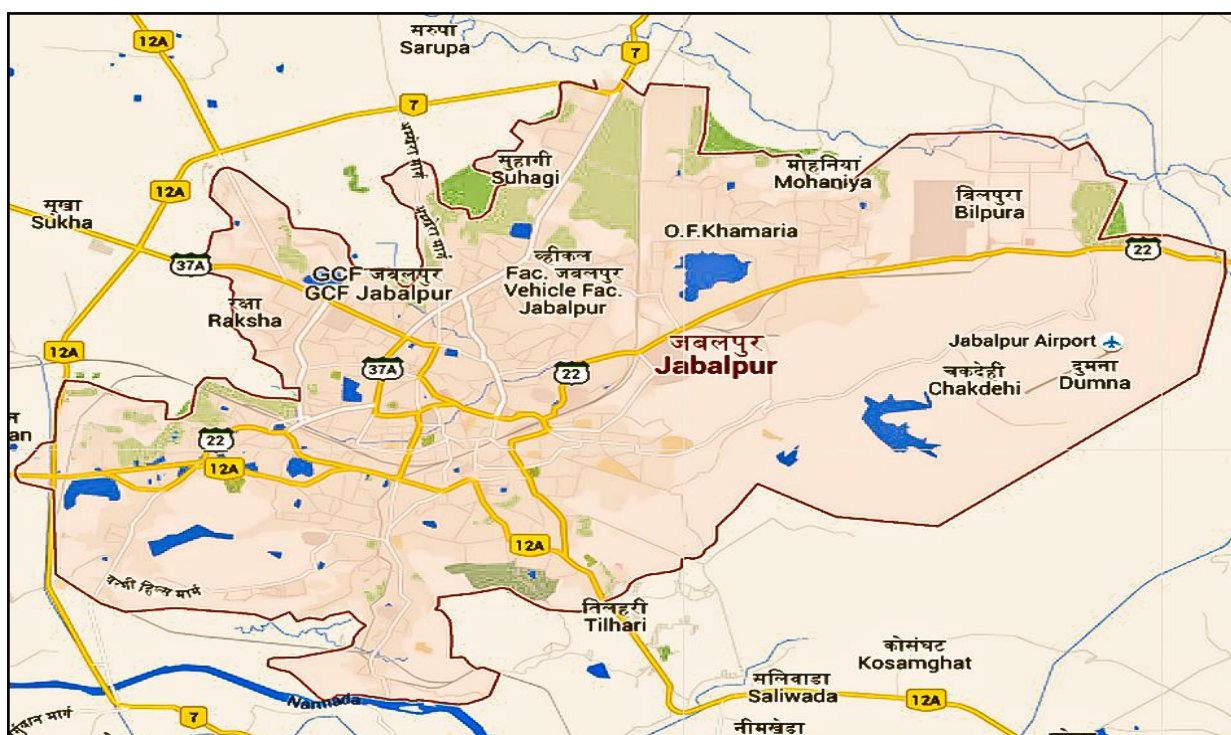 12A
मरुपा
Sarupa
7
7
सुहागी
Suhagi
मोहनिया
Mohaniya
12A
सूखा
Sukha
बिलपुरा
Bilpura
O.F.Khamaria
22
37A
GCF जबलपुर
GCF Jabalpur
व्हीकल
Fac. जबलपुर
Vehicle Fac.
Jabalpur
रक्षा
Raksha
12A
37A
22
जबलपुर
Jabalpur
Jabalpur Airport
चकदेही
Chakdehi
दुमना
Dumna
22
12A
12A
मार्ग
तिलहरी
Tilhari
कोसंघट
Kosamghat
मलिवाडा
Saliwada
12A
Narmada
7
मार्ग
नीमखेडा